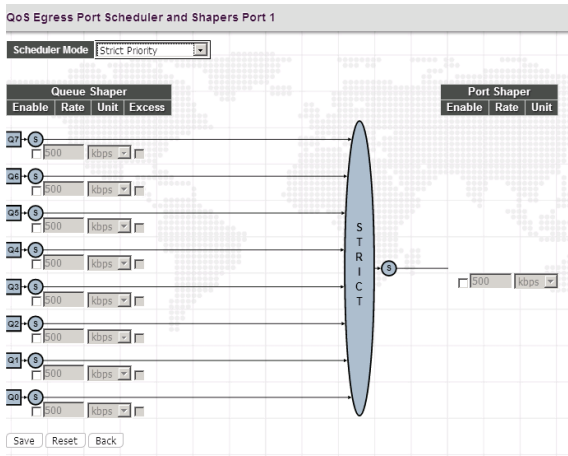 QoS Egress Port Scheduler and Shapers Port 1
Scheduler Mode Strict Priority
Queue Shaper
Enable Rate Unit Excess
Port Shaper
Enable Rate Unit
Q7 S
500 kbps
Q6 S
500 kbps
Q5 S
500 kbps
Q4 S
500 kbps
Q3 S
500 kbps
Q2 S
500 kbps
Q1 S
500 kbps
Q0 S
500 kbps
STRICT
S
500 kbps
Save Reset Back